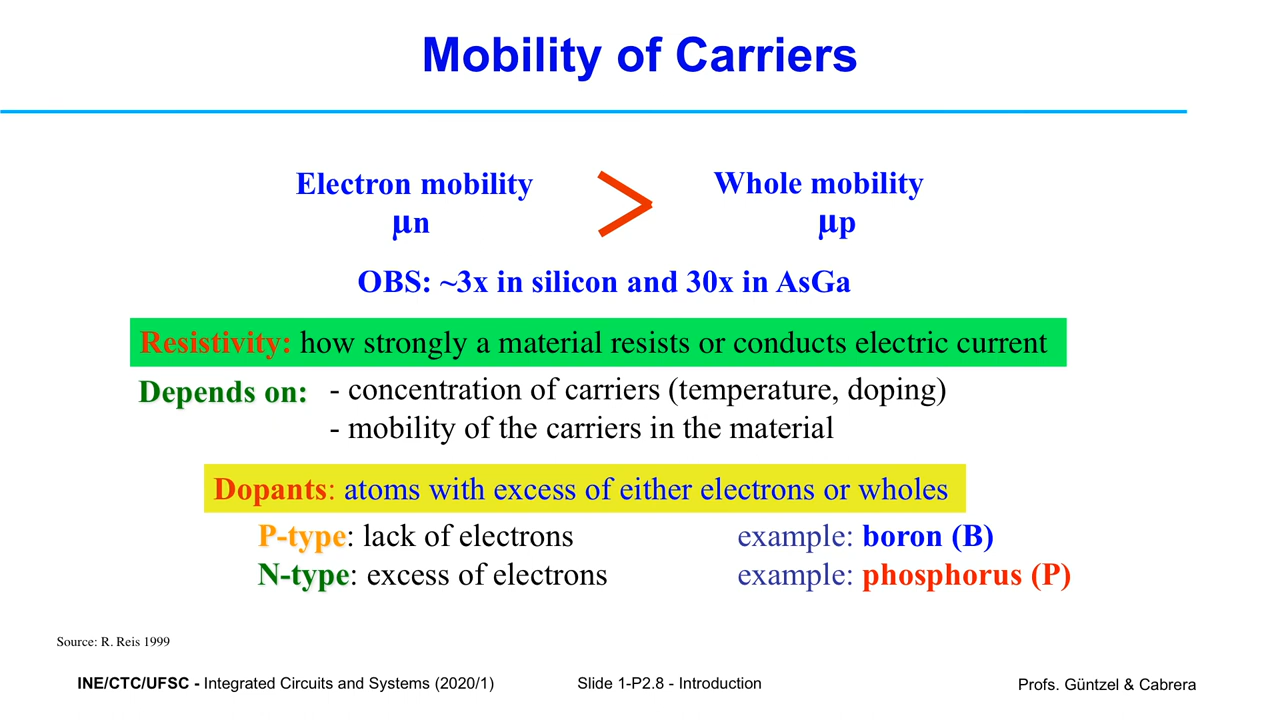 Mobility of Carriers
Electron mobility > Whole mobility
μn μp
OBS: ~3x in silicon and 30x in AsGa
Resistivity: how strongly a material resists or conducts electric current
Depends on: - concentration of carriers (temperature, doping)
- mobility of the carriers in the material
Dopants: atoms with excess of either electrons or wholes
P-type: lack of electrons example: boron (B)
N-type: excess of electrons example: phosphorus (P)
Source: R. Reis 1999
INE/CTC/UFSC - Integrated Circuits and Systems (2020/1) Slide 1-P2.8 - Introduction Profs. Güntzel & Cabrera